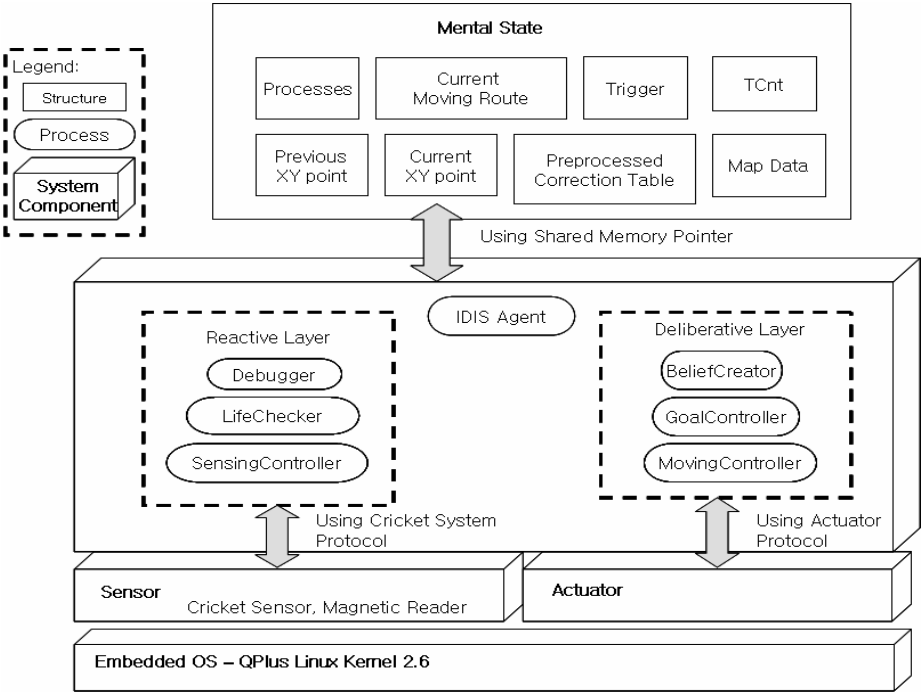 Mental State
Legend:
Structure
Process
System
Component
Processes
Current
Moving Route
Trigger
TCnt
Previous
XY point
Current
XY point
Preprocessed
Correction Table
Map Data
Using Shared Memory Pointer
IDIS Agent
Reactive Layer
Debugger
LifeChecker
SensingController
Deliberative Layer
BeliefCreator
GoalController
MovingController
Using Cricket System
Protocol
Using Actuator
Protocol
Sensor
Cricket Sensor, Magnetic Reader
Actuator
Embedded OS – QPlus Linux Kernel 2.6